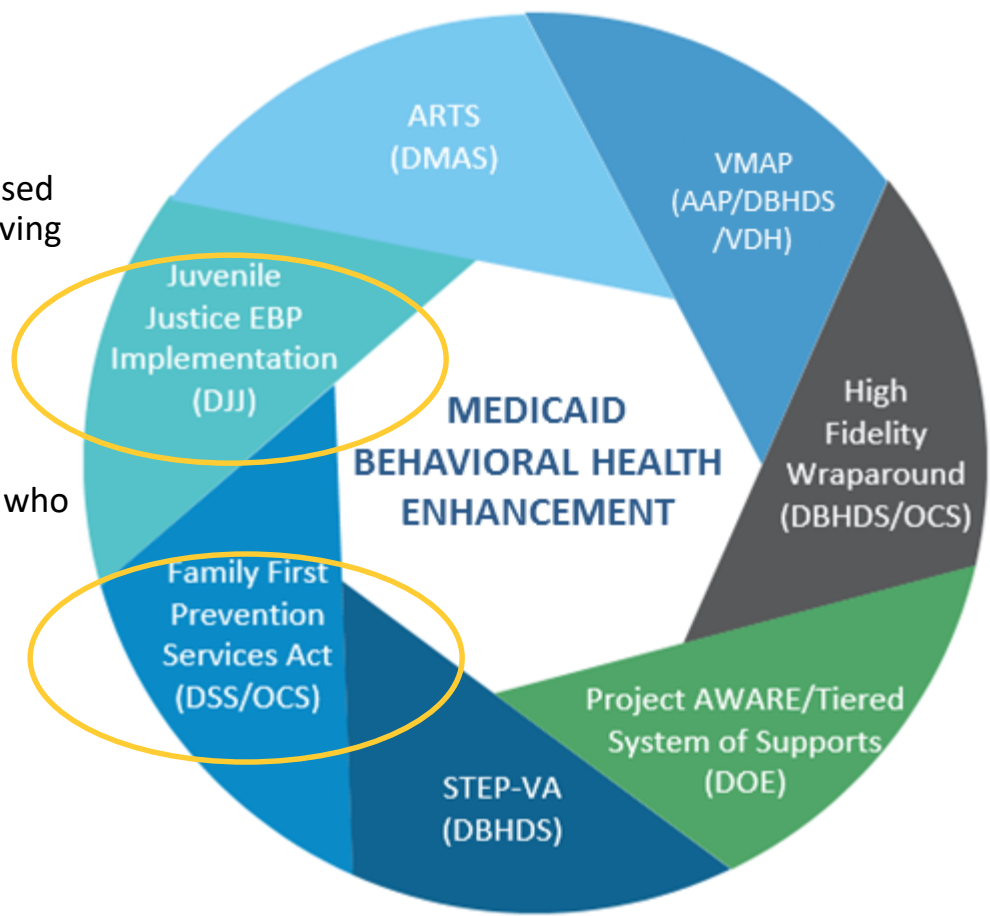 ARTS
(DMAS)
VMAP
(AAP/DBHDS
/VDH)
sed
ving
Juvenile
Justice EBP
Implementation
(DJJ)
MEDICAID
BEHAVIORAL HEALTH
ENHANCEMENT
High
Fidelity
Wraparound
(DBHDS/OCS)
who
Family First
Prevention
Services Act
(DSS/OCS)
Project AWARE/Tiered
System of Supports
(DOE)
STEP-VA
(DBHDS)